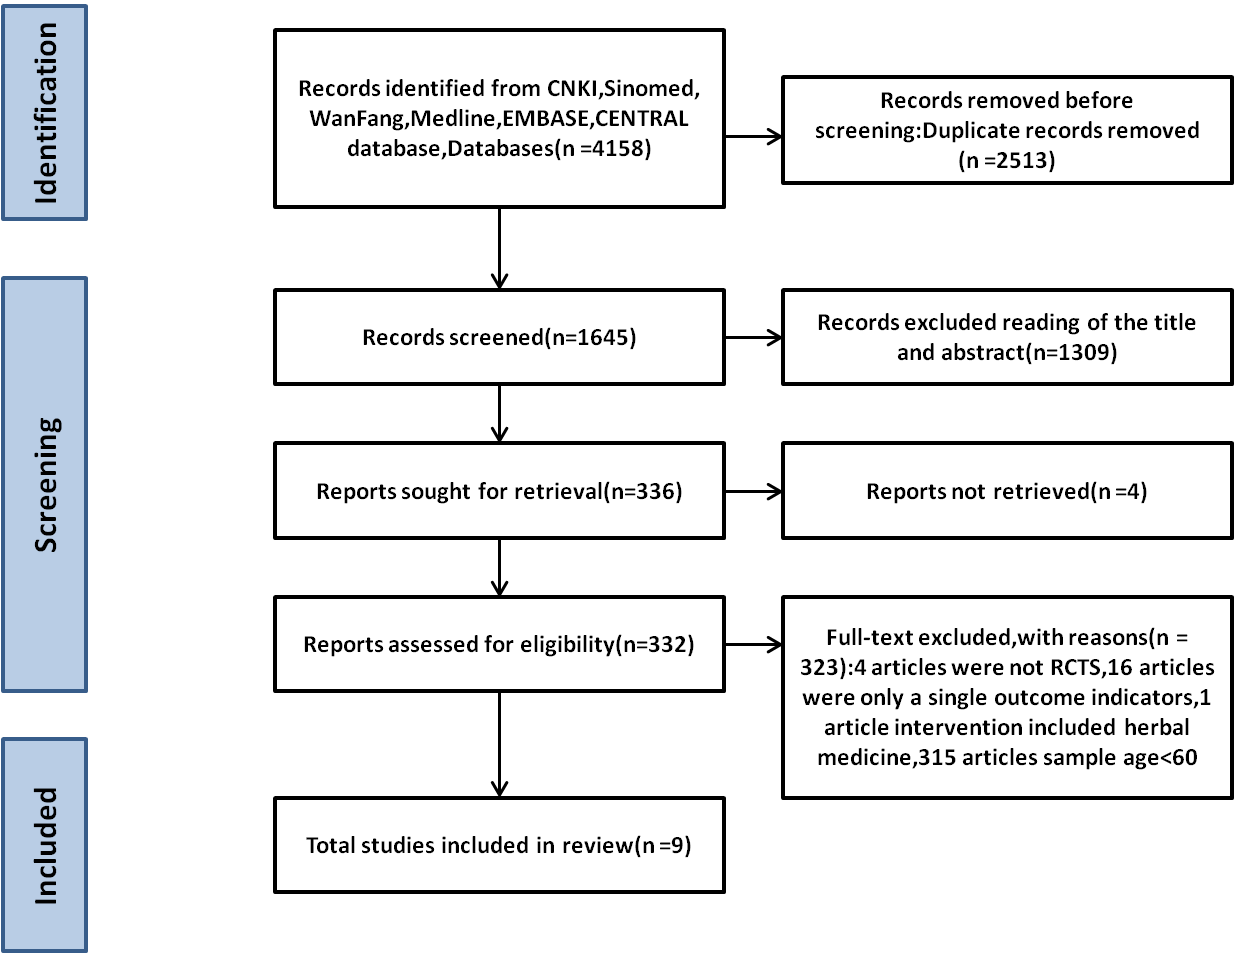 Identification
Records identified from CNKI,Sinomed,
WanFang,Medline,EMBASE,CENTRAL
database,Databases(n =4158)
Records removed before
screening:Duplicate records removed
(n =2513)
Screening
Records screened(n=1645)
Records excluded reading of the title
and abstract(n=1309)
Reports sought for retrieval(n=336)
Reports not retrieved(n =4)
Reports assessed for eligibility(n=332)
Full-text excluded,with reasons(n =
323):4 articles were not RCTS,16 articles
were only a single outcome indicators,1
article intervention included herbal
medicine,315 articles sample age<60
Included
Total studies included in review(n =9)